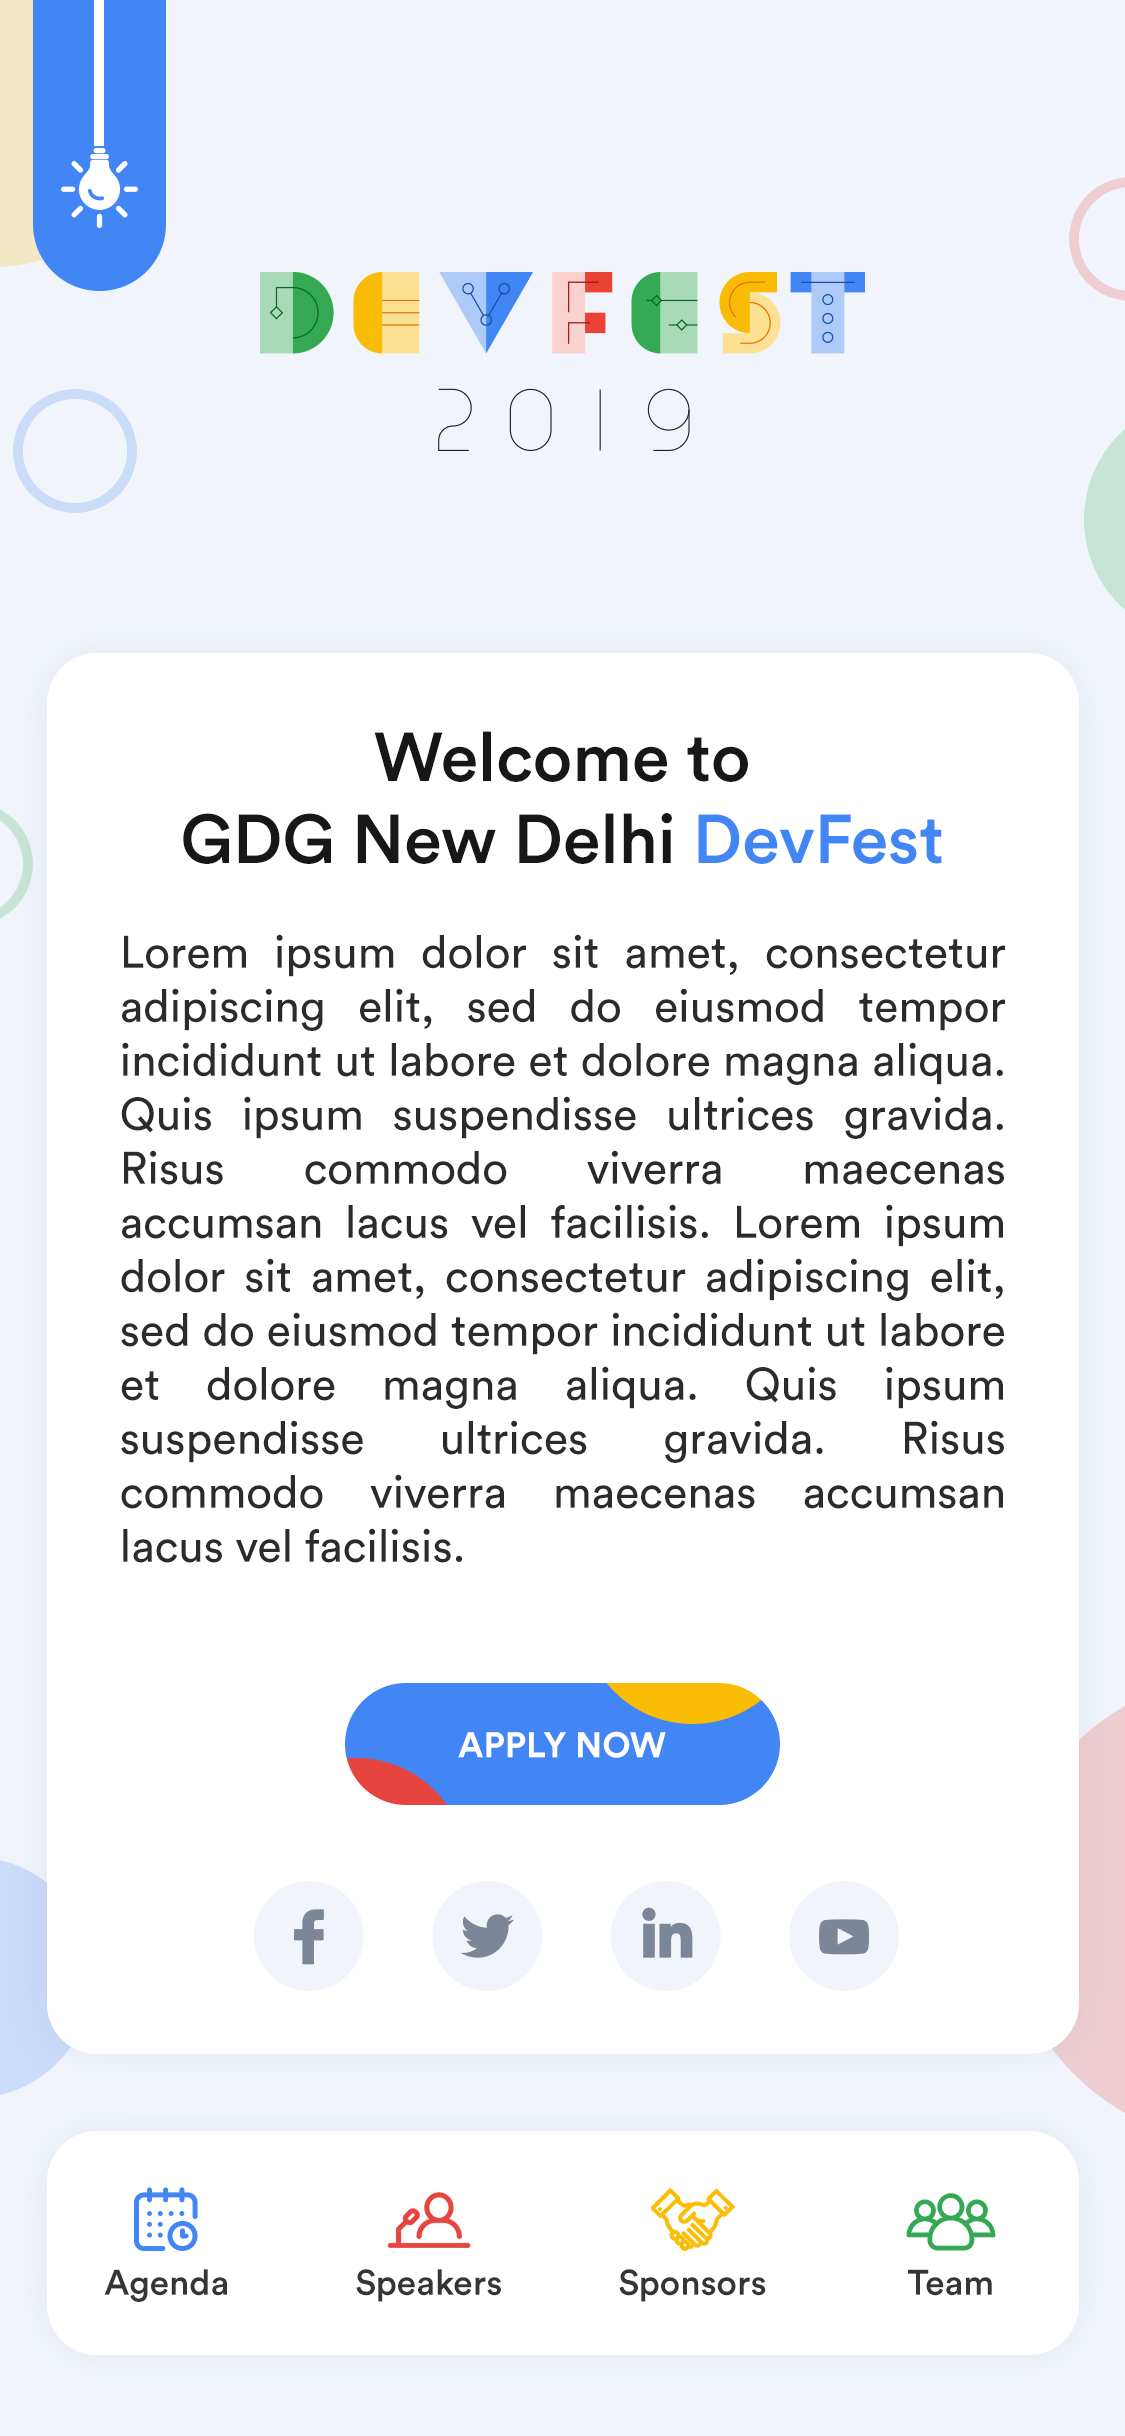 DEVFEST
2019
Welcome to
GDG New Delhi DevFest
Lorem ipsum dolor sit amet, consectetur
adipiscing elit, sed do eiusmod tempor
incididunt ut labore et dolore magna aliqua.
Quis ipsum suspendisse ultrices gravida.
Risus commodo viverra maecenas
accumsan lacus vel facilisis. Lorem ipsum
dolor sit amet, consectetur adipiscing elit,
sed do eiusmod tempor incididunt ut labore
et dolore magna aliqua. Quis ipsum
suspendisse ultrices gravida. Risus
commodo viverra maecenas accumsan
lacus vel facilisis.
APPLY NOW
Agenda
Speakers
Sponsors
Team